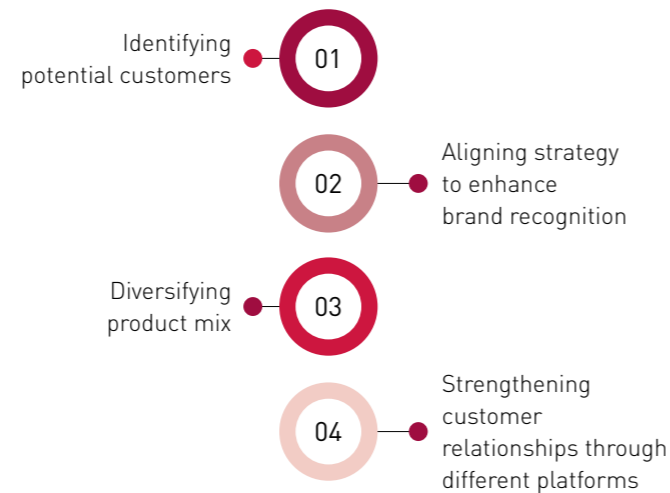 Identifying
potential customers
01
02
Aligning strategy
to enhance
brand recognition
Diversifying
product mix
03
04
Strengthening
customer
relationships through
different platforms